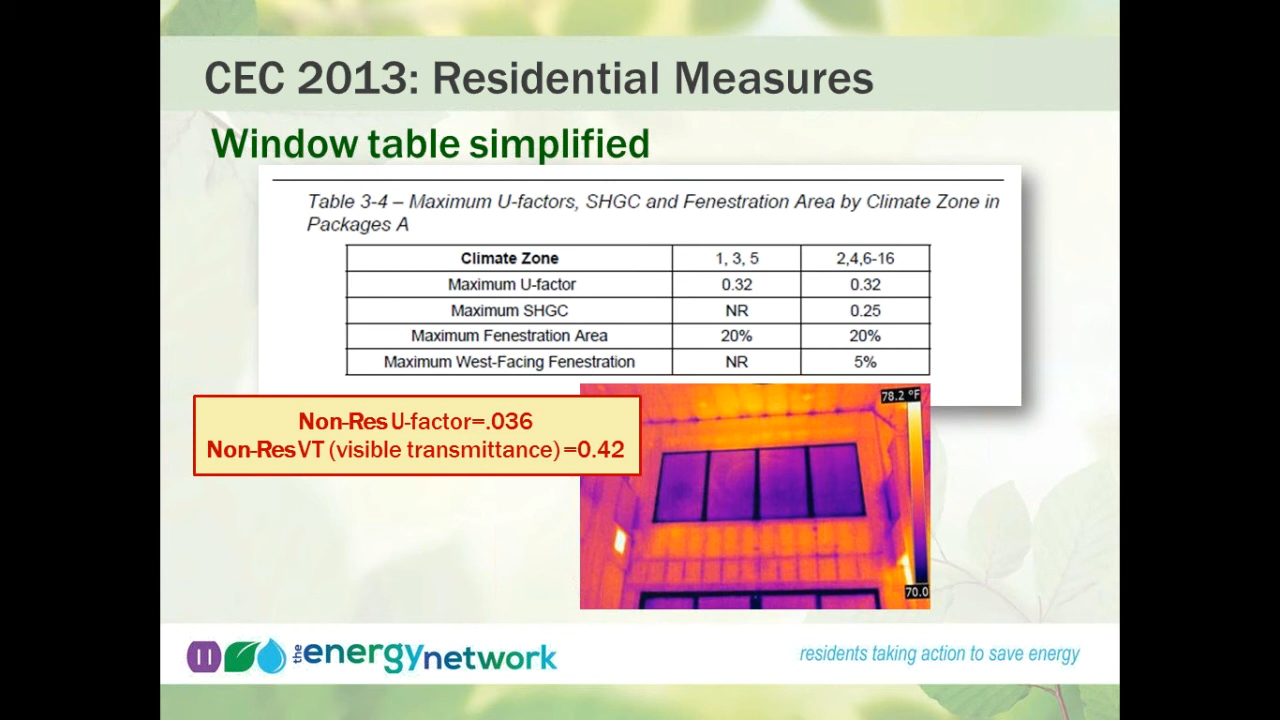 CEC 2013: Residential Measures
Window table simplified
Table 3-4 – Maximum U-factors, SHGC and Fenestration Area by Climate Zone in
Packages A
Climate Zone 1, 3, 5 2,4,6-16
Maximum U-factor 0.32 0.32
Maximum SHGC NR 0.25
Maximum Fenestration Area 20% 20%
Maximum West-Facing Fenestration NR 5%
Non-Res U-factor=.036
Non-Res VT (visible transmittance) =0.42
78.2 °F
70.0
the energynetwork
residents taking action to save energy